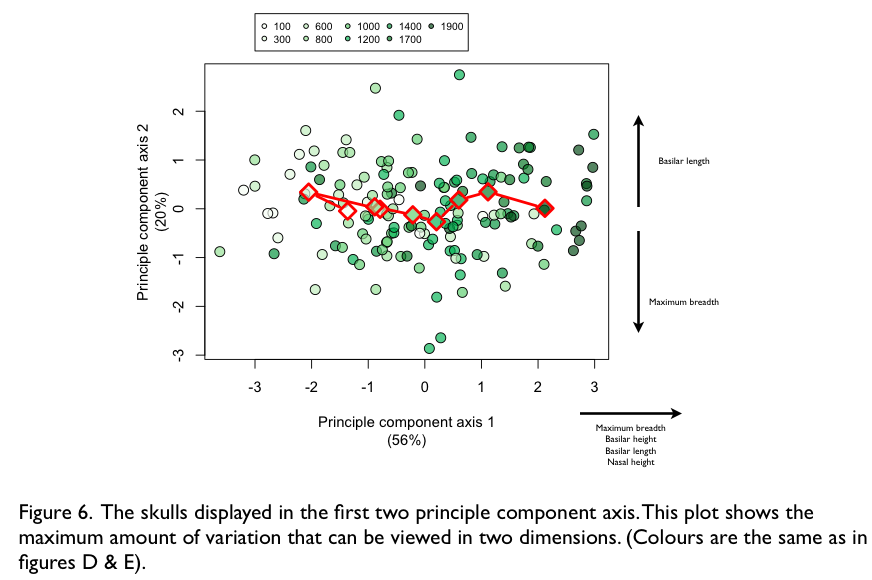 100 600 1000 1400 1900
300 800 1200 1700
Principle component axis 2
(20%)
2
1
0
-1
-2
-3
-3 -2 -1 0 1 2 3
Principle component axis 1
(56%)
Basilar length
Maximum breadth
Maximum breadth
Basilar height
Basilar length
Nasal height
Figure 6. The skulls displayed in the first two principle component axis. This plot shows the
maximum amount of variation that can be viewed in two dimensions. (Colours are the same as in
figures D & E).